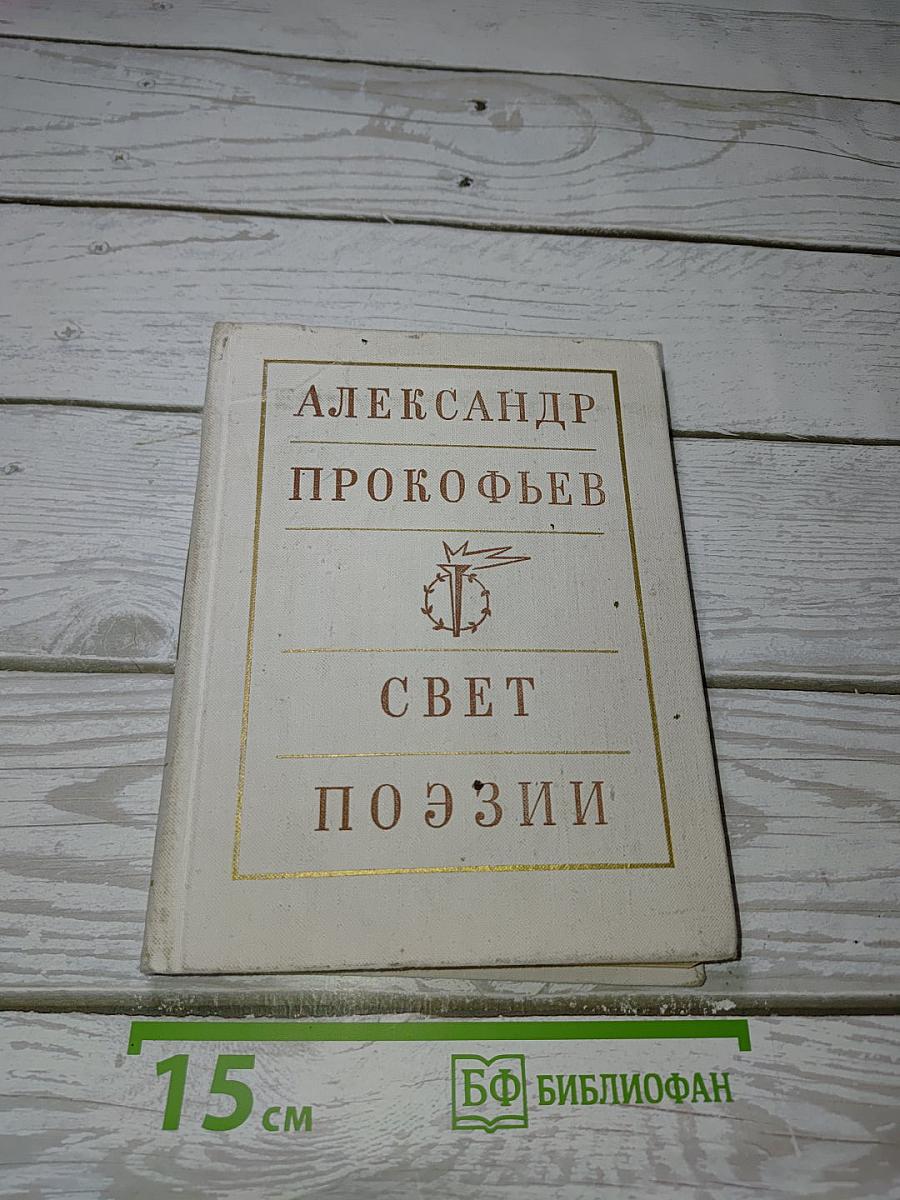 АЛЕКСАНДР
ПРОКОФЬЕВ
СВЕТ
ПОЭЗИИ
15 см
БФ БИБЛИОФАН